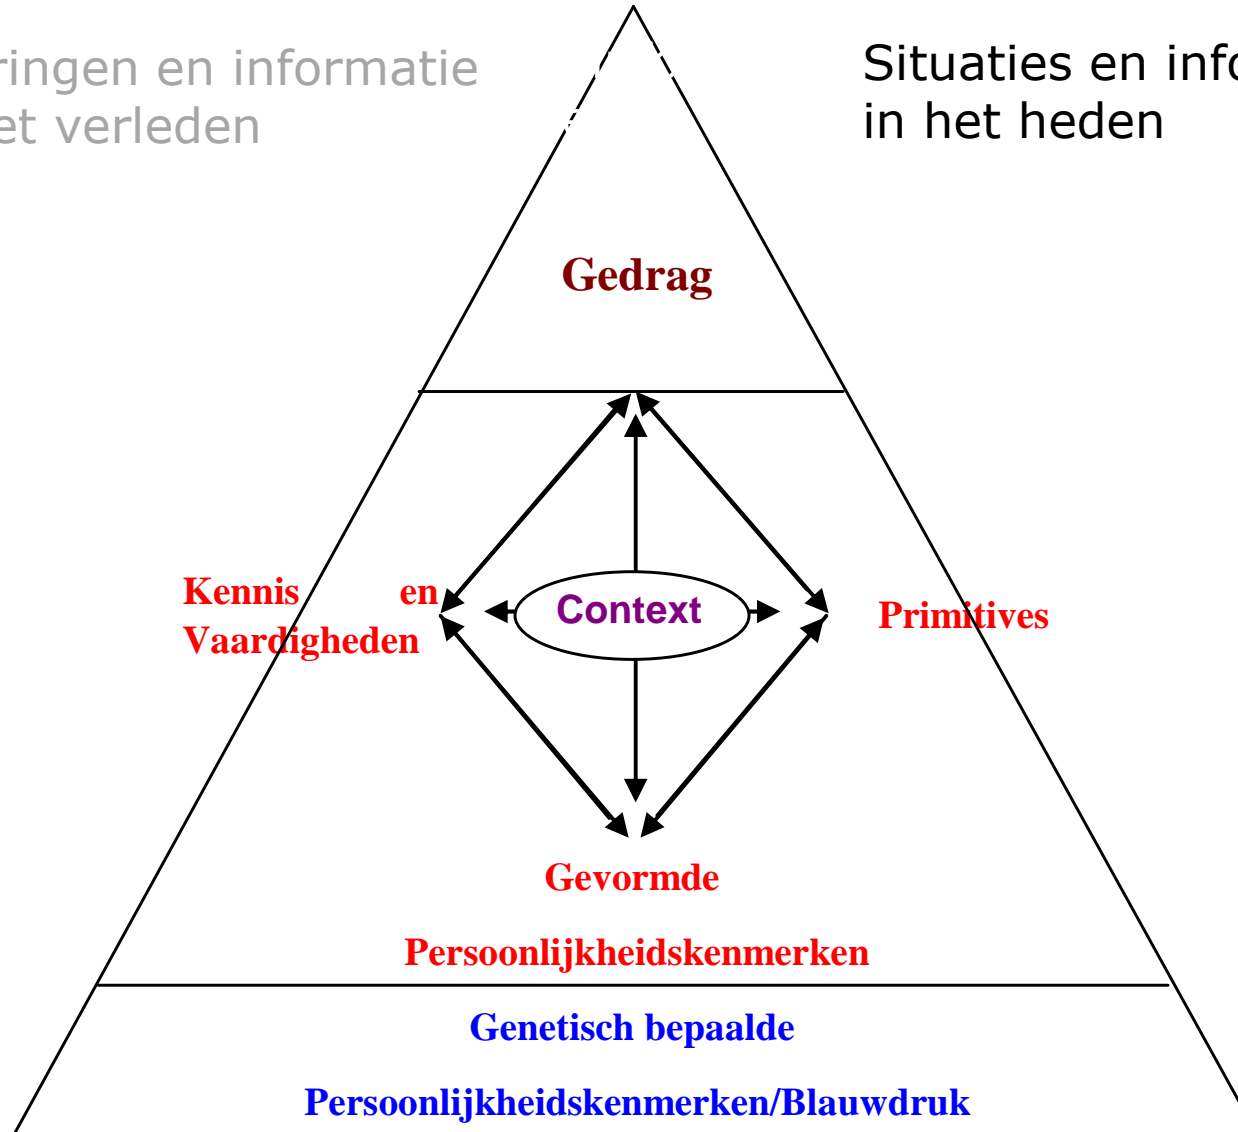 ringen en informatie
et verleden
Situaties en info
in het heden
Gedrag
Kennis en
Vaardigheden
Context
Primitives
Gevormde
Persoonlijkheidskenmerken
Genetisch bepaalde
Persoonlijkheidskenmerken/Blauwdruk